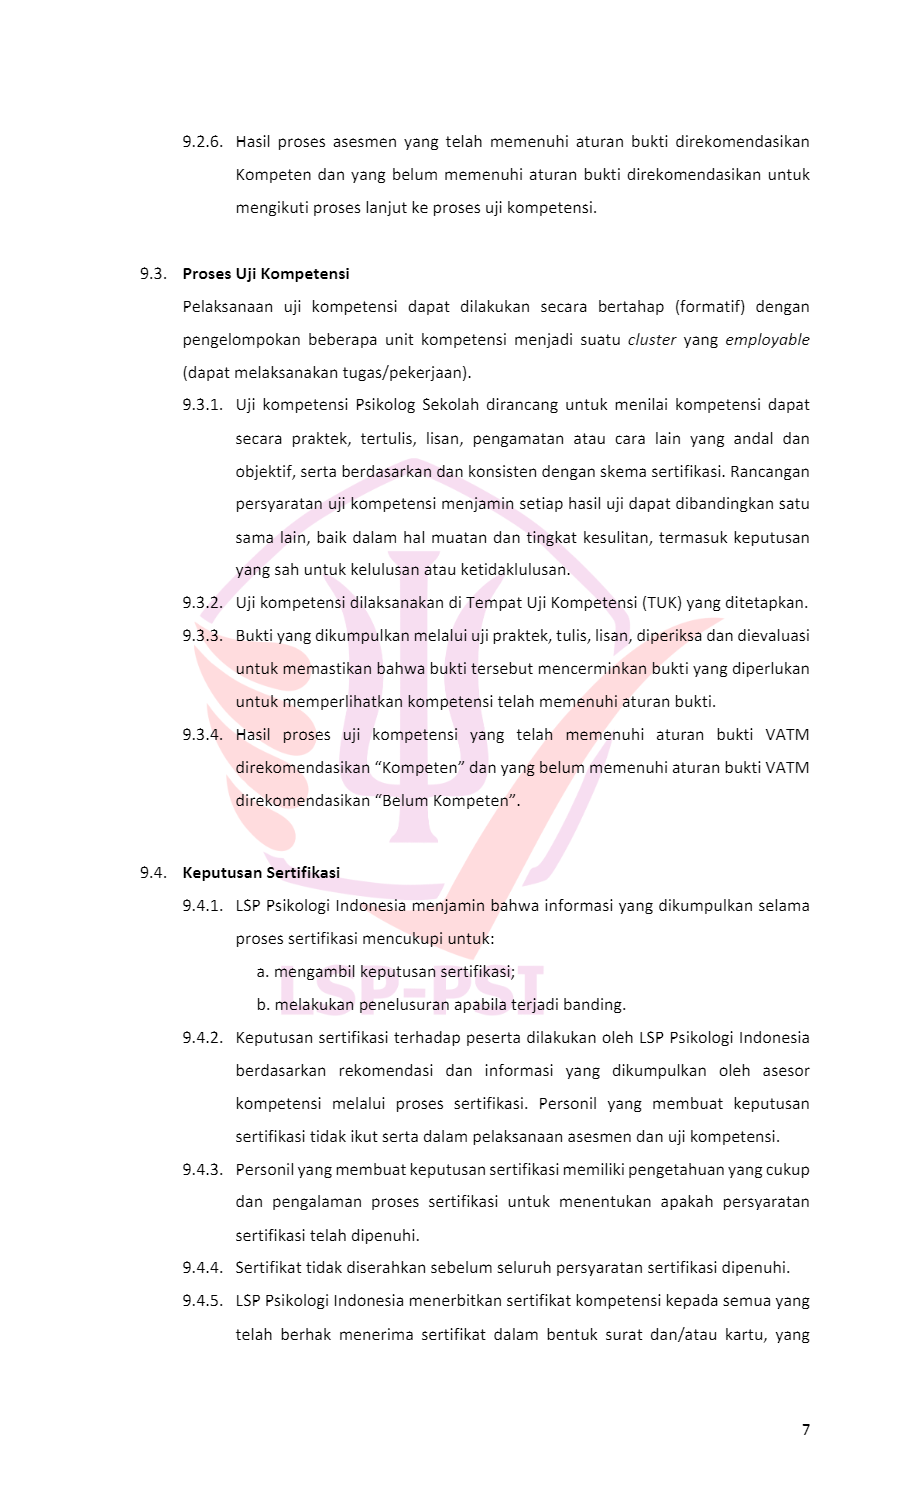 9.2.6. Hasil proses asesmen yang telah memenuhi aturan bukti direkomendasikan
Kompeten dan yang belum memenuhi aturan bukti direkomendasikan untuk
mengikuti proses lanjut ke proses uji kompetensi.
9.3. Proses Uji Kompetensi
Pelaksanaan uji kompetensi dapat dilakukan secara bertahap (formatif) dengan
pengelompokan beberapa unit kompetensi menjadi suatu cluster yang employable
(dapat melaksanakan tugas/pekerjaan).
9.3.1. Uji kompetensi Psikolog Sekolah dirancang untuk menilai kompetensi dapat
secara praktek, tertulis, lisan, pengamatan atau cara lain yang andal dan
objektif, serta berdasarkan dan konsisten dengan skema sertifikasi. Rancangan
persyaratan uji kompetensi menjamin setiap hasil uji dapat dibandingkan satu
sama lain, baik dalam hal muatan dan tingkat kesulitan, termasuk keputusan
yang sah untuk kelulusan atau ketidaklulusan.
9.3.2. Uji kompetensi dilaksanakan di Tempat Uji Kompetensi (TUK) yang ditetapkan.
9.3.3. Bukti yang dikumpulkan melalui uji praktek, tulis, lisan, diperiksa dan dievaluasi
untuk memastikan bahwa bukti tersebut mencerminkan bukti yang diperlukan
untuk memperlihatkan kompetensi telah memenuhi aturan bukti.
9.3.4. Hasil proses uji kompetensi yang telah memenuhi aturan bukti VATM
direkomendasikan “Kompeten” dan yang belum memenuhi aturan bukti VATM
direkomendasikan “Belum Kompeten”.
9.4. Keputusan Sertifikasi
9.4.1. LSP Psikologi Indonesia menjamin bahwa informasi yang dikumpulkan selama
proses sertifikasi mencukupi untuk:
a. mengambil keputusan sertifikasi;
LSP-PSI
b. melakukan penelusuran apabila terjadi banding.
9.4.2. Keputusan sertifikasi terhadap peserta dilakukan oleh LSP Psikologi Indonesia
berdasarkan rekomendasi dan informasi yang dikumpulkan oleh asesor
kompetensi melalui proses sertifikasi. Personil yang membuat keputusan
sertifikasi tidak ikut serta dalam pelaksanaan asesmen dan uji kompetensi.
9.4.3. Personil yang membuat keputusan sertifikasi memiliki pengetahuan yang cukup
dan pengalaman proses sertifikasi untuk menentukan apakah persyaratan
sertifikasi telah dipenuhi.
9.4.4. Sertifikat tidak diserahkan sebelum seluruh persyaratan sertifikasi dipenuhi.
9.4.5. LSP Psikologi Indonesia menerbitkan sertifikat kompetensi kepada semua yang
telah berhak menerima sertifikat dalam bentuk surat dan/atau kartu, yang
7